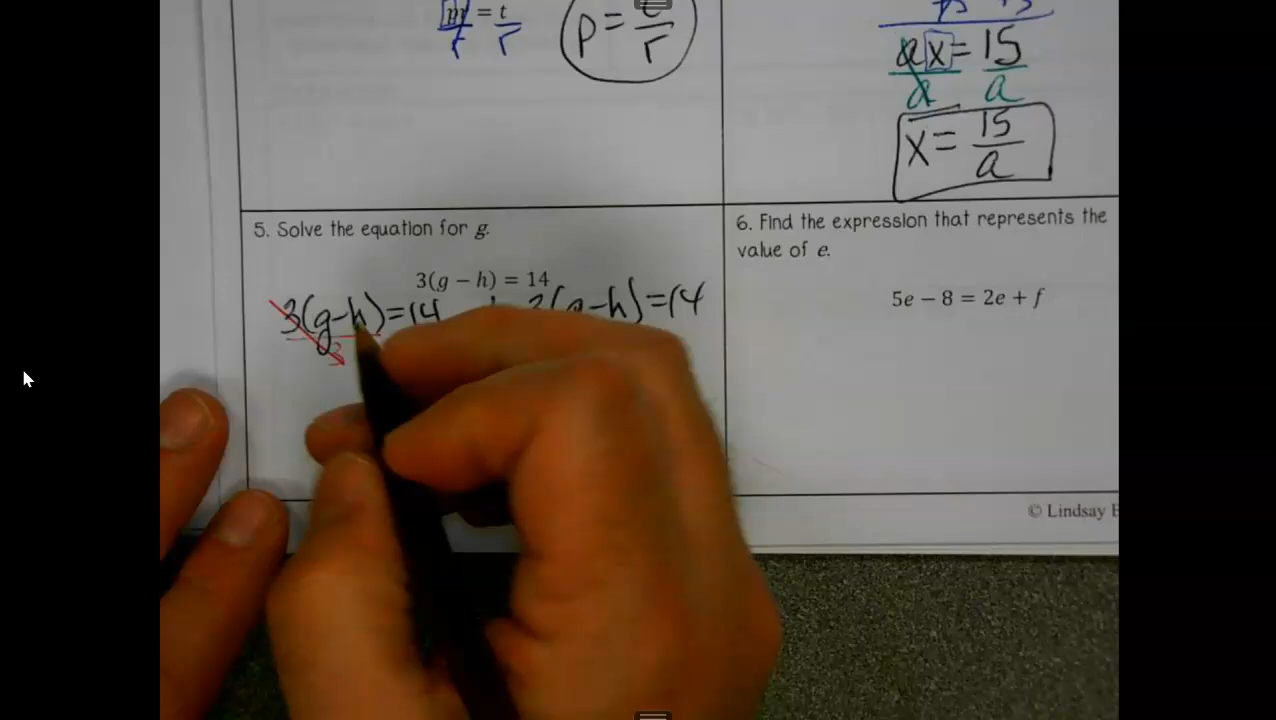 pr = t
r r
p = t
r
ax = 15
a a
x = 15
a
5. Solve the equation for g.
3(g − h) = 14
3(g-h)=14
3
(g-h)=14
6. Find the expression that represents the
value of e.
5e − 8 = 2e + f
© Lindsay